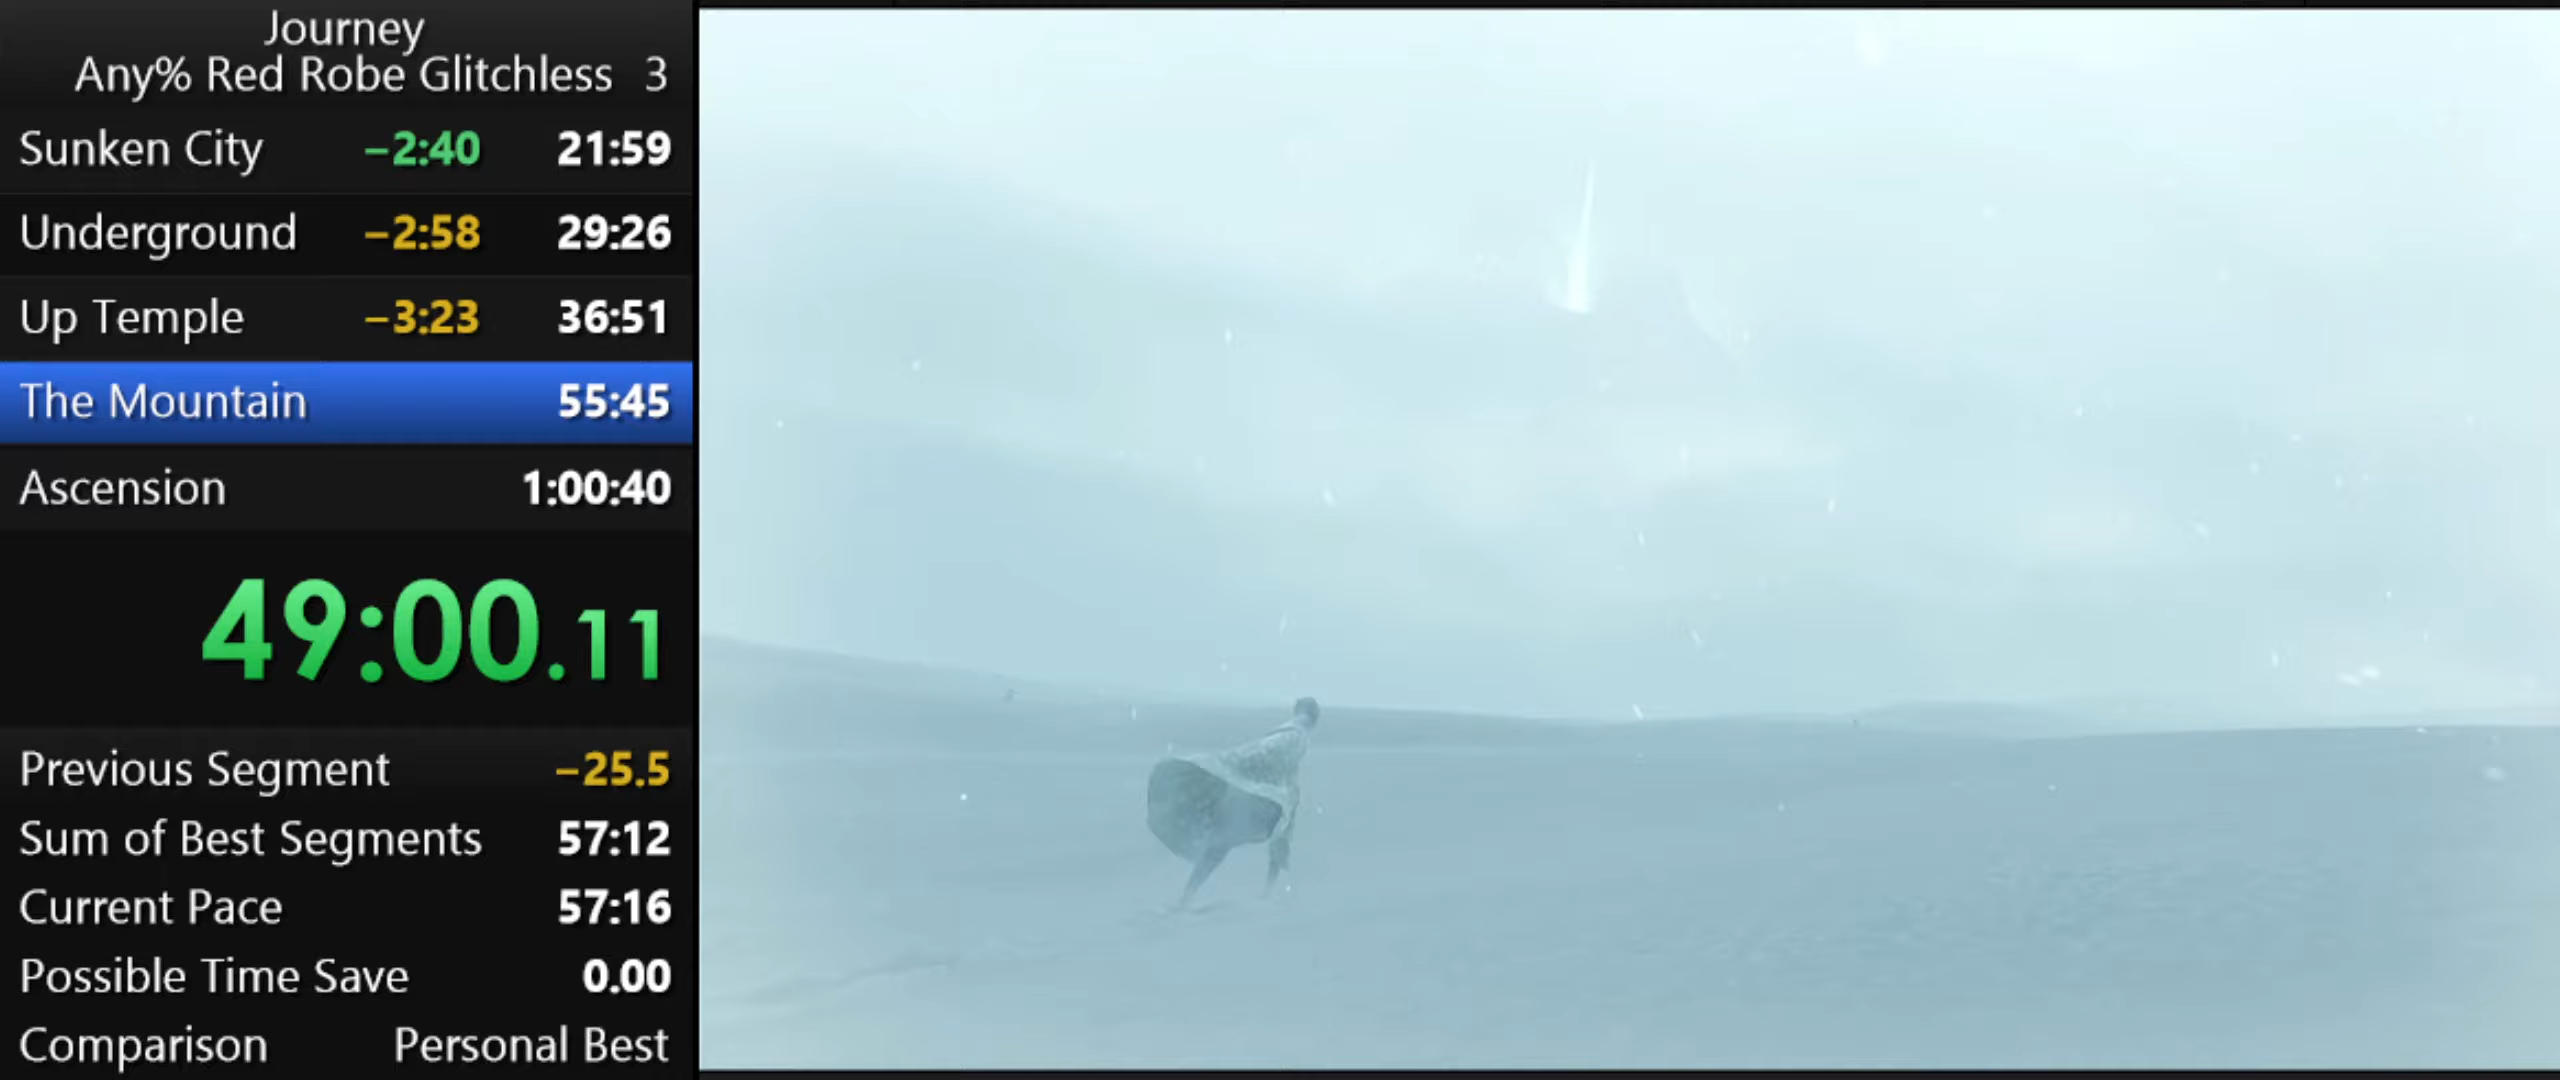 Journey
Any% Red Robe Glitchless 3
Sunken City −2:40 21:59
Underground −2:58 29:26
Up Temple −3:23 36:51
The Mountain 55:45
Ascension 1:00:40
49:00.11
Previous Segment −25.5
Sum of Best Segments 57:12
Current Pace 57:16
Possible Time Save 0.00
Comparison Personal Best